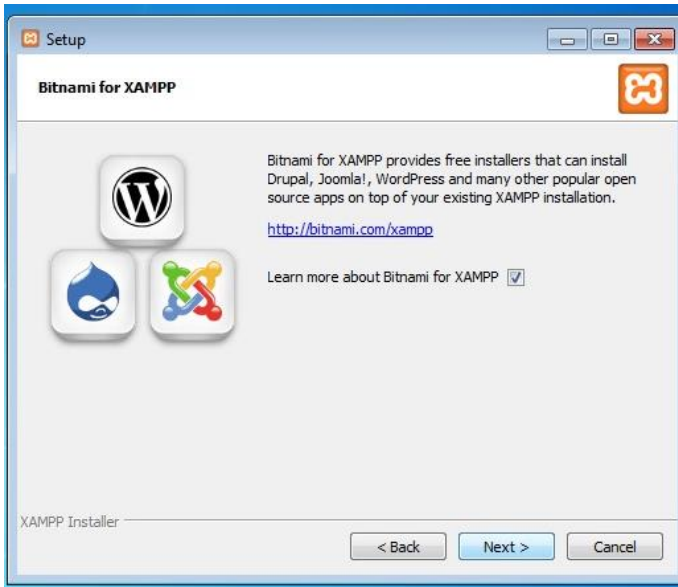 Setup
Bitnami for XAMPP
Bitnami for XAMPP provides free installers that can install
Drupal, Joomla!, WordPress and many other popular open
source apps on top of your existing XAMPP installation.
http://bitnami.com/xampp
Learn more about Bitnami for XAMPP
XAMPP Installer
< Back Next > Cancel